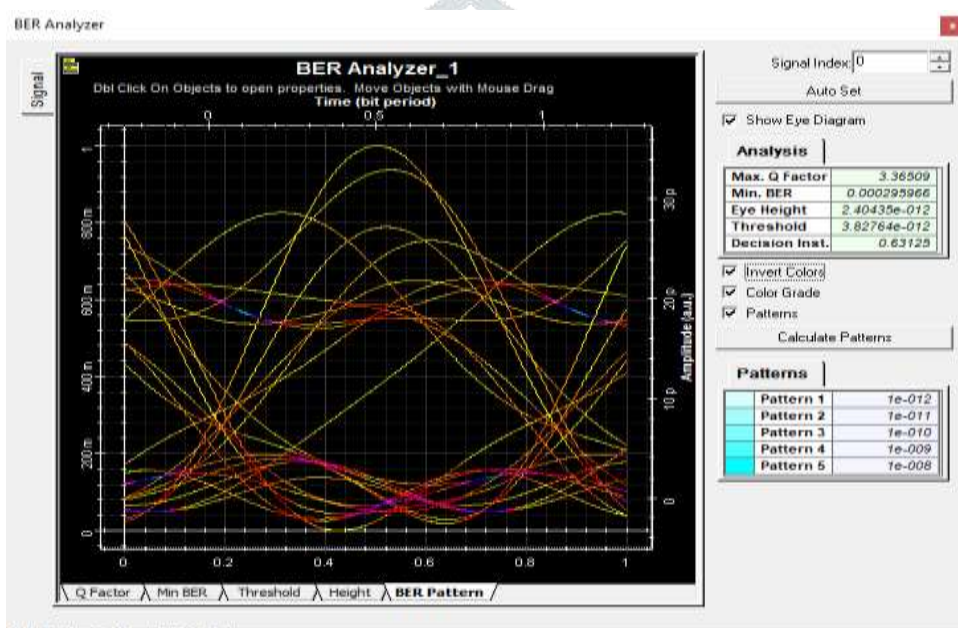 BER Analyzer
Signal
BER Analyzer_1
Dbl Click On Objects to open properties. Move Objects with Mouse Drag
Time (bit period)
0 0.5 1
1
800 m
600 m
400 m
200 m
0
30 p
20 p
10 p
0
Amplitude (a.u.)
0 0.2 0.4 0.6 0.8 1
Q Factor Min BER Threshold Height BER Pattern
Signal Index: 0
Auto Set
Show Eye Diagram
Analysis
Max. Q Factor 3.36509
Min. BER 0.000295966
Eye Height 2.40435e-012
Threshold 3.82764e-012
Decision Inst. 0.63125
Invert Colors
Color Grade
Patterns
Calculate Patterns
Patterns
Pattern 1 1e-012
Pattern 2 1e-011
Pattern 3 1e-010
Pattern 4 1e-009
Pattern 5 1e-008